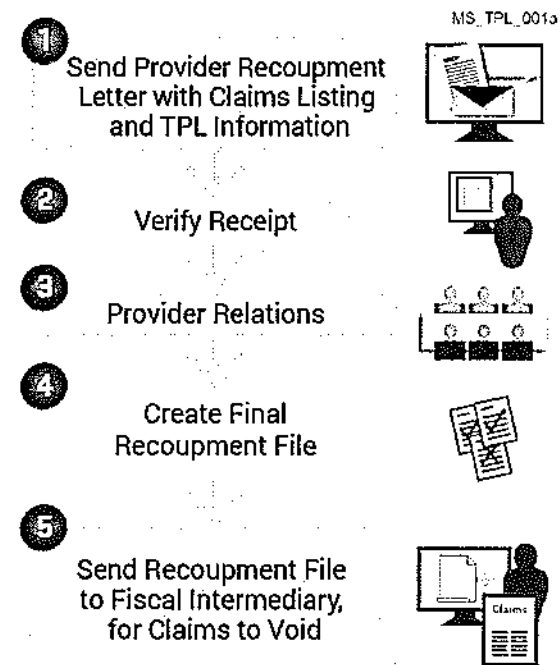 MS_TPL_001b
1
Send Provider Recoupment
Letter with Claims Listing
and TPL Information
2
Verify Receipt
3
Provider Relations
4
Create Final
Recoupment File
5
Send Recoupment File
to Fiscal Intermediary,
for Claims to Void
Claims